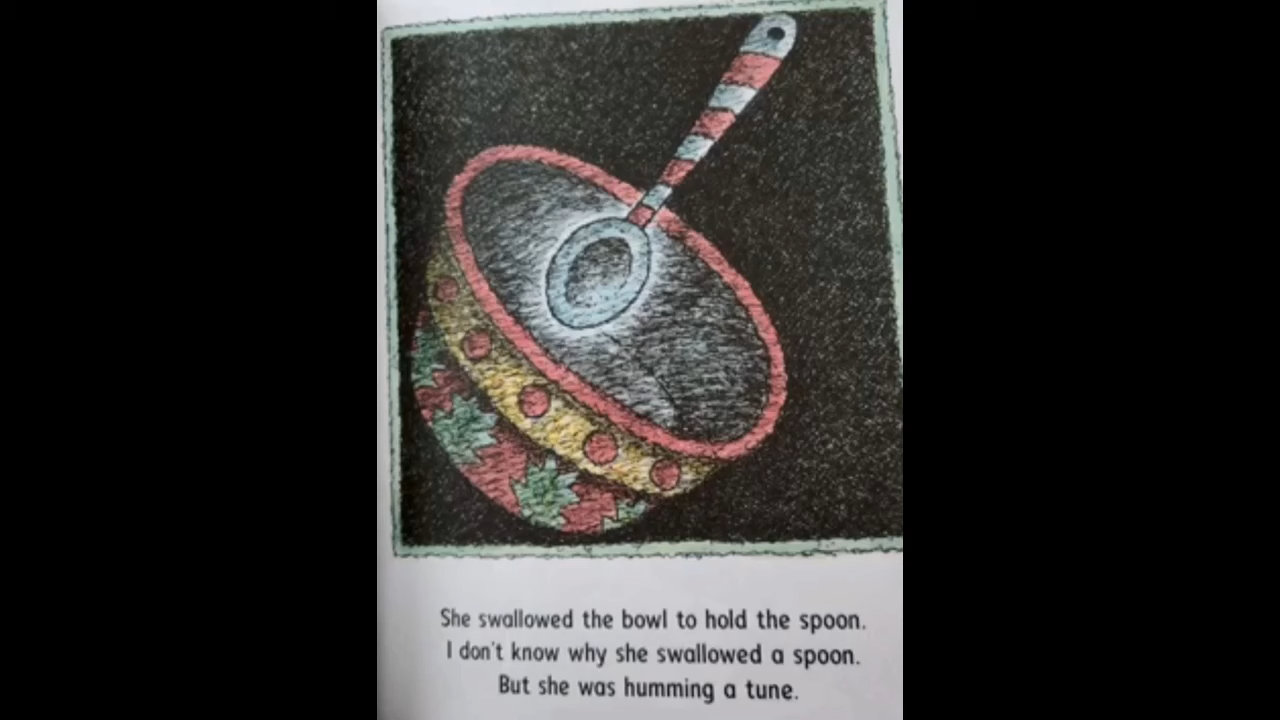 She swallowed the bowl to hold the spoon.
I don't know why she swallowed a spoon.
But she was humming a tune.